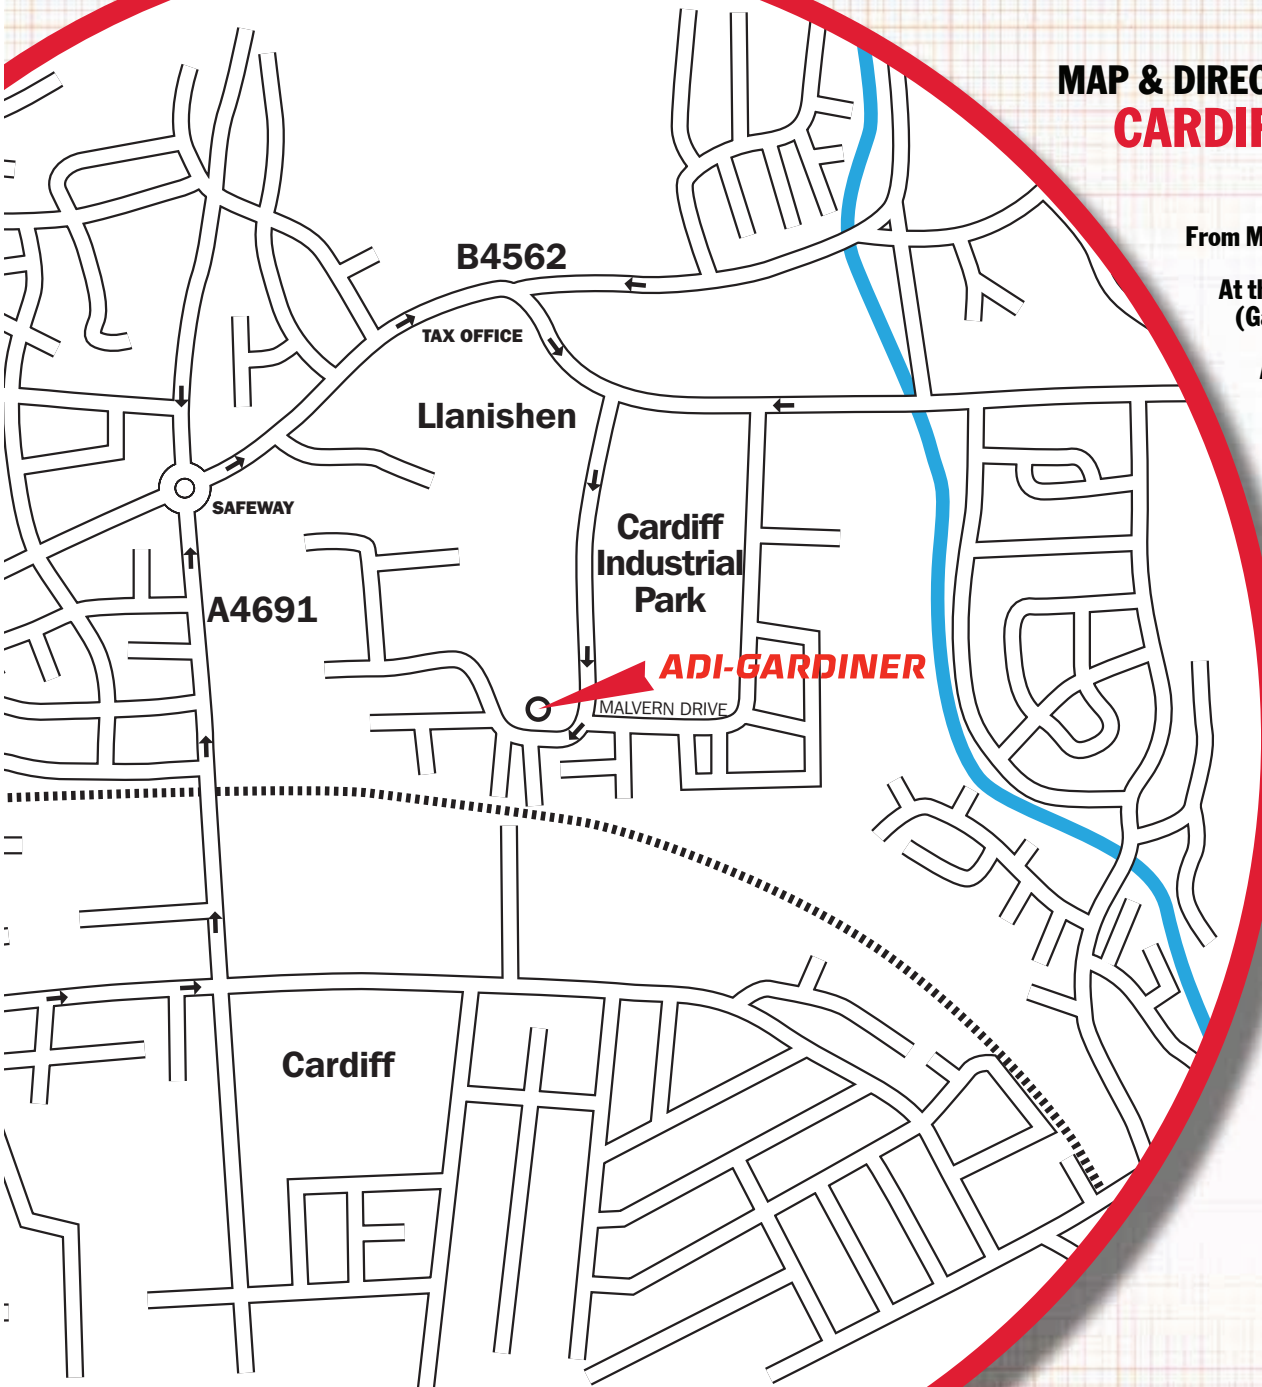 MAP & DIREC
CARDIF
From M
At th
(Ga
B4562
TAX OFFICE
Llanishen
SAFEWAY
Cardiff
Industrial
Park
A4691
ADI-GARDINER
MALVERN DRIVE
Cardiff